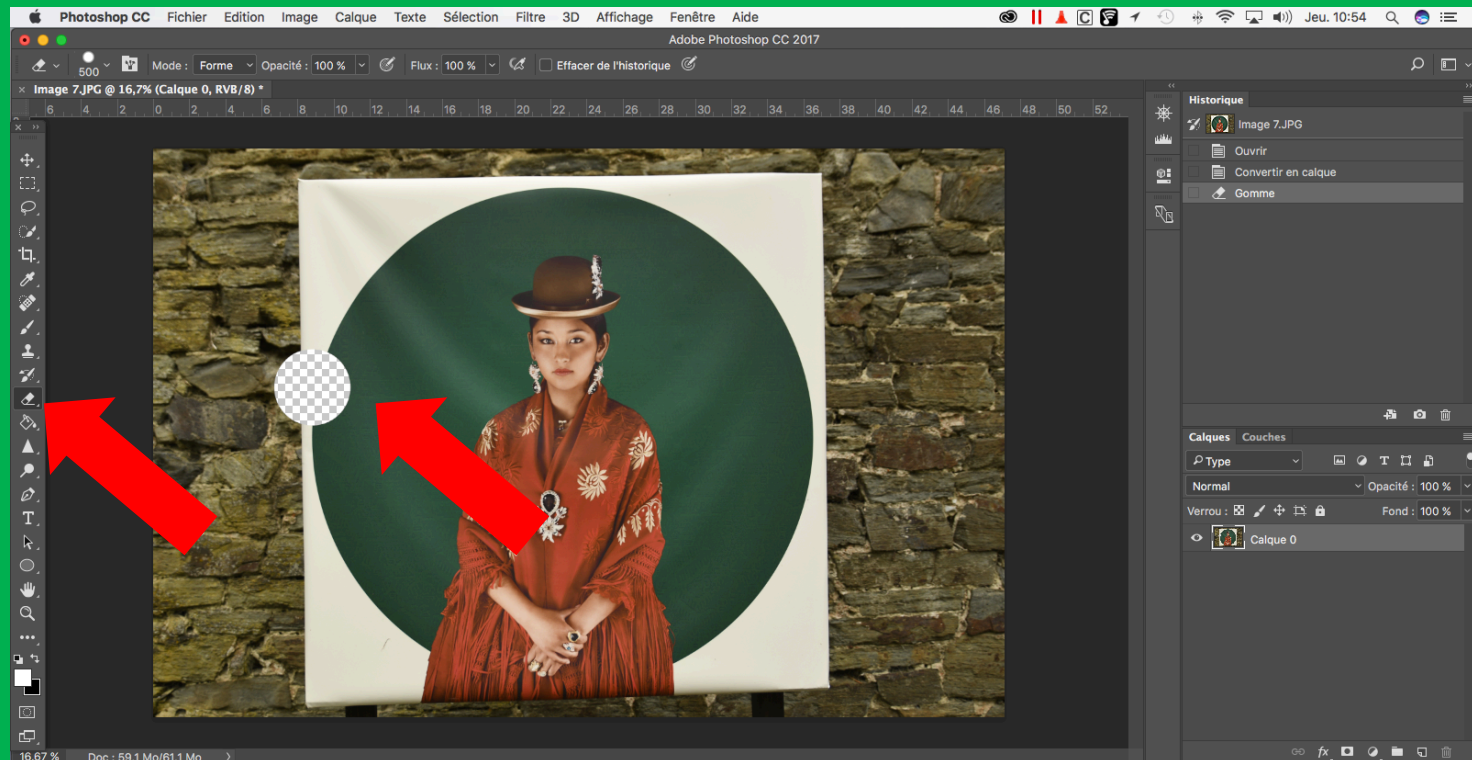 Photoshop CC Fichier Edition Image Calque Texte Sélection Filtre 3D Affichage Fenêtre Aide Jeu. 10:54
Adobe Photoshop CC 2017
500 Mode : Forme Opacité : 100 % Flux : 100 % Effacer de l'historique
× Image 7.JPG @ 16,7% (Calque 0, RVB/8) *
6 4 2 0 2 4 6 8 10 12 14 16 18 20 22 24 26 28 30 32 34 36 38 40 42 44 46 48 50 52
Historique
Image 7.JPG
Ouvrir
Convertir en calque
Gomme
Calques Couches
Type
Normal Opacité : 100 %
Verrou : Fond : 100 %
Calque 0
16,67 % Doc : 59,1 Mo/61,1 Mo